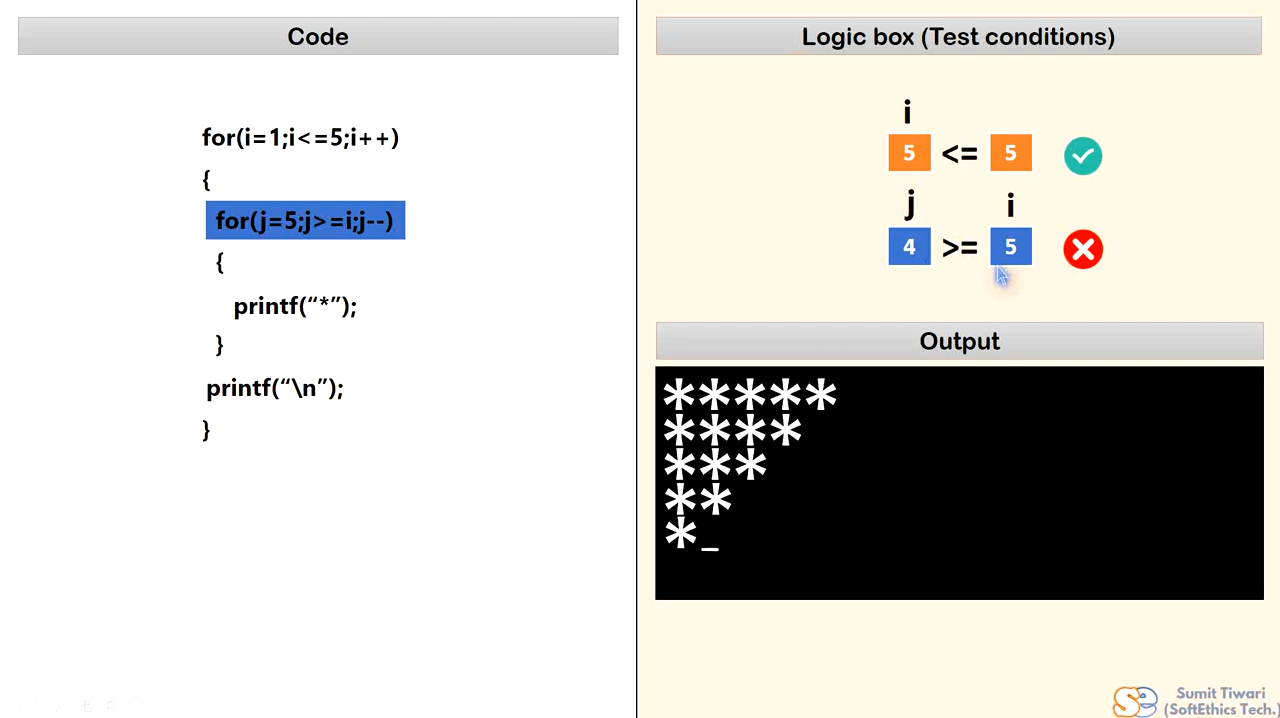 Code
for(i=1;i<=5;i++)
{
for(j=5;j>=i;j--)
{
printf(“*”);
}
printf(“\n”);
}
Logic box (Test conditions)
i
5 <= 5
j i
4 >= 5
Output
*****
****
***
**
*_
Sumit Tiwari
(SoftEthics Tech.)